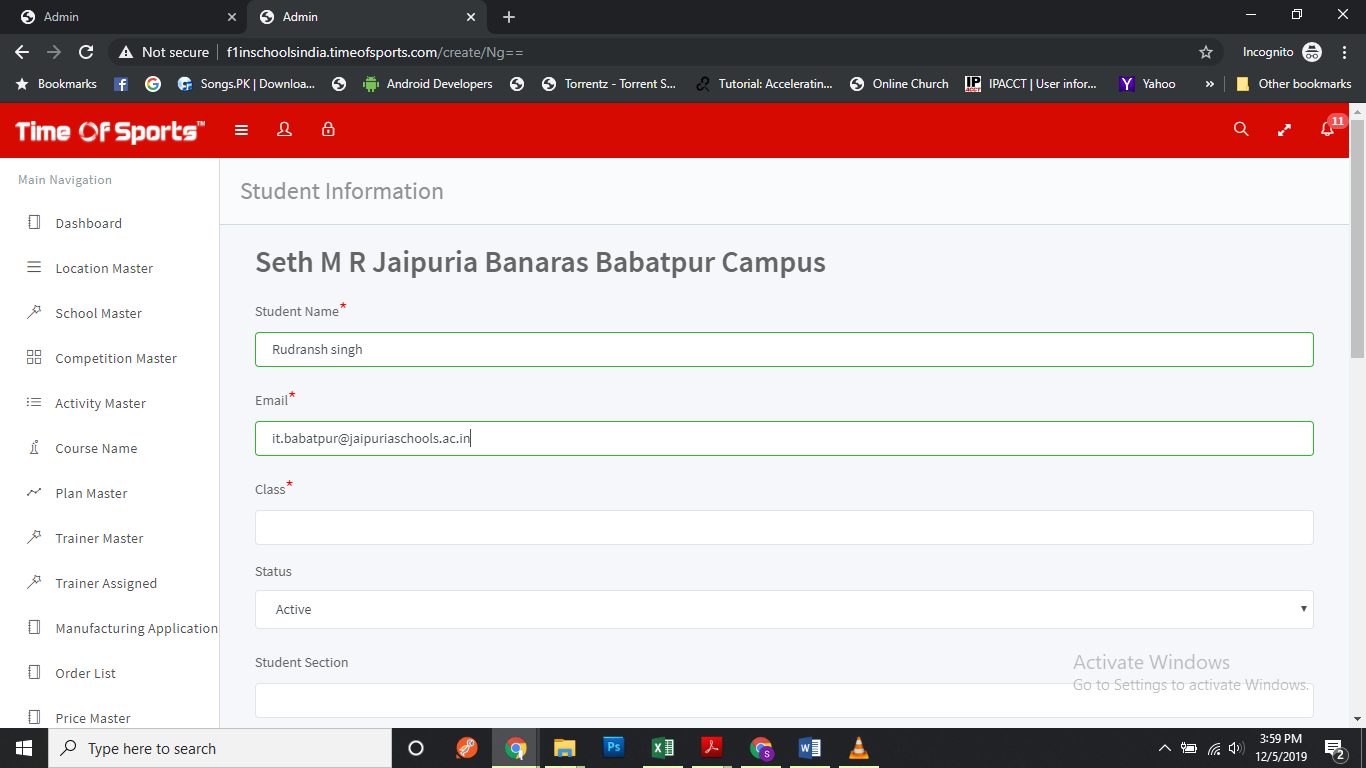 Admin
Admin
Not secure
f1inschoolsindia.timeofsports.com/create/Ng==
Incognito
Bookmarks
Songs.PK | Downloa...
Android Developers
Torrentz - Torrent S...
Tutorial: Acceleratin...
Online Church
IPACCT | User infor...
Yahoo
»
Other bookmarks
Time Of Sports™
11
Main Navigation
Dashboard
Location Master
School Master
Competition Master
Activity Master
Course Name
Plan Master
Trainer Master
Trainer Assigned
Manufacturing Application
Order List
Price Master
Student Information
Seth M R Jaipuria Banaras Babatpur Campus
Student Name*
Rudransh singh
Email*
it.babatpur@jaipuriaschools.ac.in
Class*
Status
Active
Student Section
Activate Windows
Go to Settings to activate Windows.
Type here to search
3:59 PM
12/5/2019
2